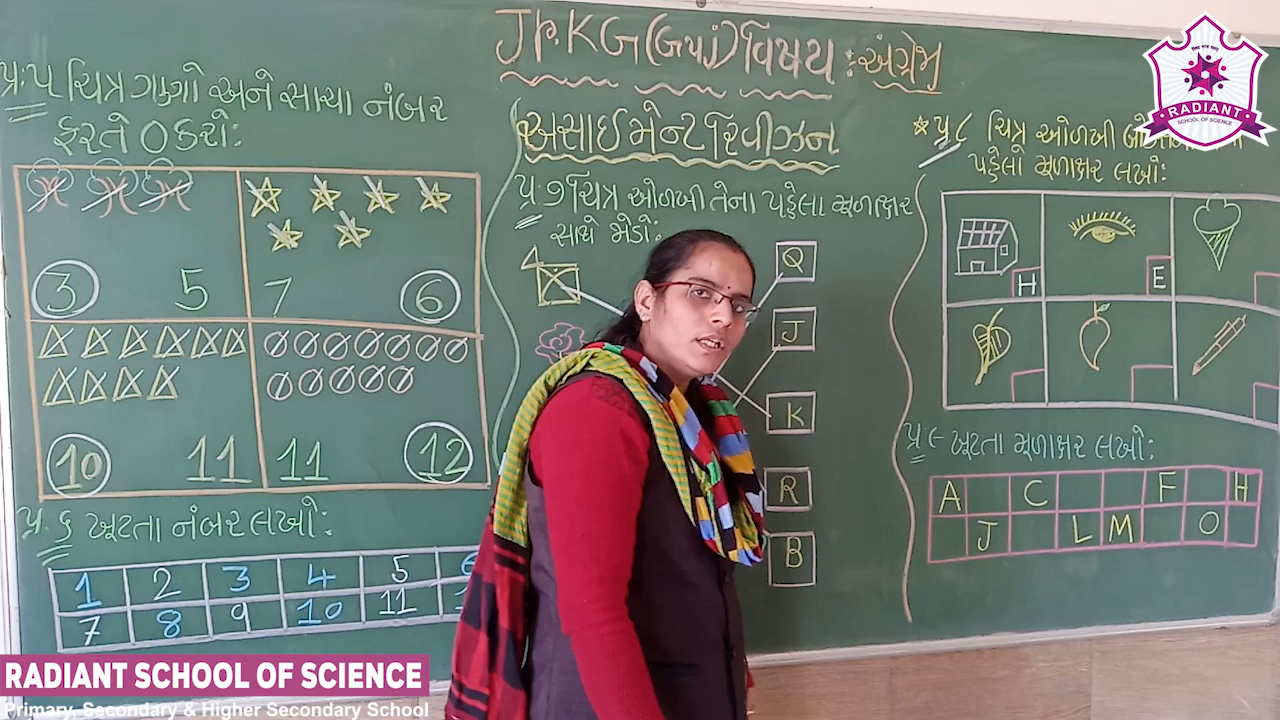 JR.KG(ગુજ) વિષય : અંગ્રેજી
અસાઈમેન્ટ રિવીઝન
પ્ર:૫ ચિત્ર ગણો અને સાચા નંબર
ફરતે O કરો:
3 5 7 6
10 11 11 12
પ્ર. ૬ ખૂટતા નંબર લખો:
1 2 3 4 5 6
7 8 9 10 11
પ્ર. ૭ ચિત્ર ઓળખી તેના પહેલા મૂળાક્ષર
સાથે જોડો:
Q
J
K
R
B
પ્ર ૮ ચિત્ર ઓળખી
પહેલો મૂળાક્ષર લખો:
H E
પ્ર ૯ ખૂટતા મૂળાક્ષર લખો:
A C F H
J L M O
RADIANT
SCHOOL OF SCIENCE
RADIANT SCHOOL OF SCIENCE
Primary, Secondary & Higher Secondary School